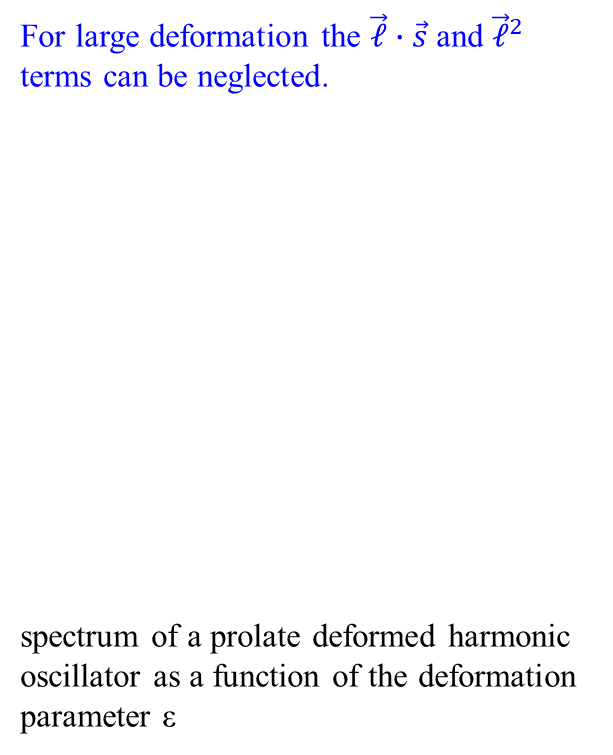 For large deformation the ℓ⃗ · s⃗ and ℓ⃗²
terms can be neglected.
spectrum of a prolate deformed harmonic
oscillator as a function of the deformation
parameter ε